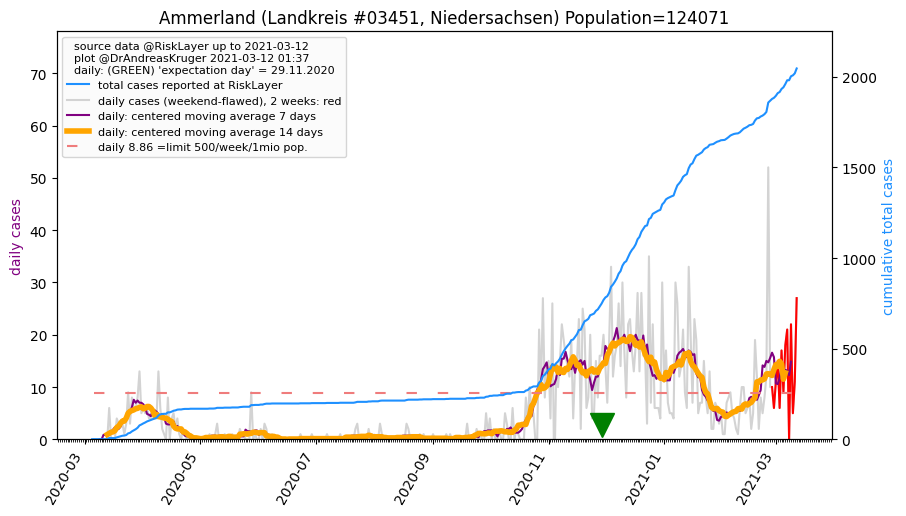 Ammerland (Landkreis #03451, Niedersachsen) Population=124071
source data @RiskLayer up to 2021-03-12
plot @DrAndreasKruger 2021-03-12 01:37
daily: (GREEN) 'expectation day' = 29.11.2020
total cases reported at RiskLayer
daily cases (weekend-flawed), 2 weeks: red
daily: centered moving average 7 days
daily: centered moving average 14 days
daily 8.86 =limit 500/week/1mio pop.
daily cases
70
60
50
40
30
20
10
0
cumulative total cases
2000
1500
1000
500
0
2020-03
2020-05
2020-07
2020-09
2020-11
2021-01
2021-03